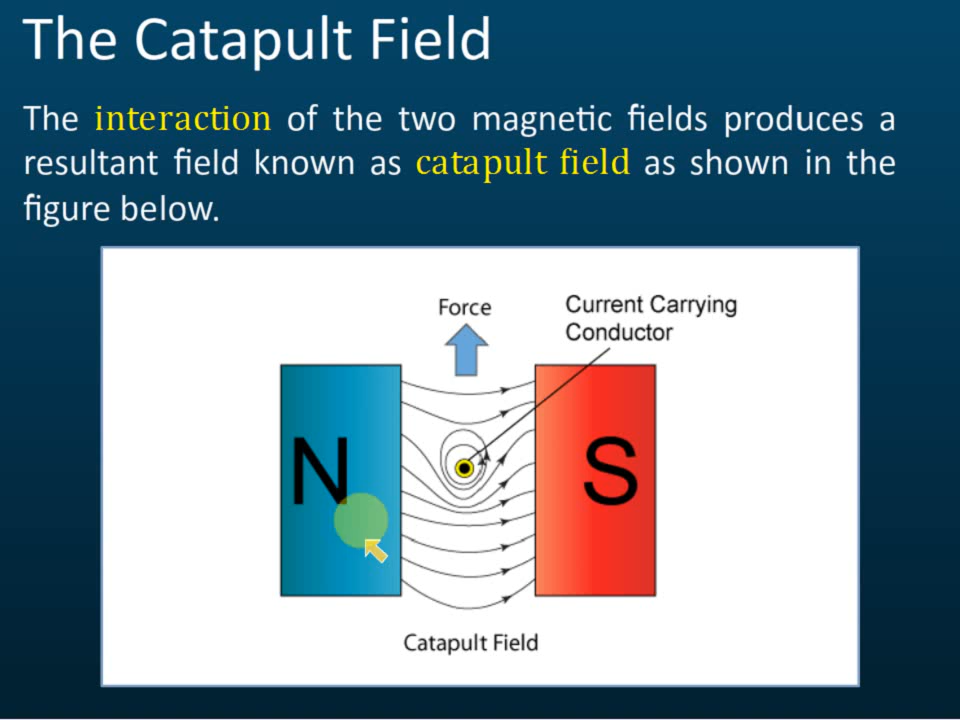 The Catapult Field
The interaction of the two magnetic fields produces a
resultant field known as catapult field as shown in the
figure below.
Force
Current Carrying
Conductor
N
S
Catapult Field